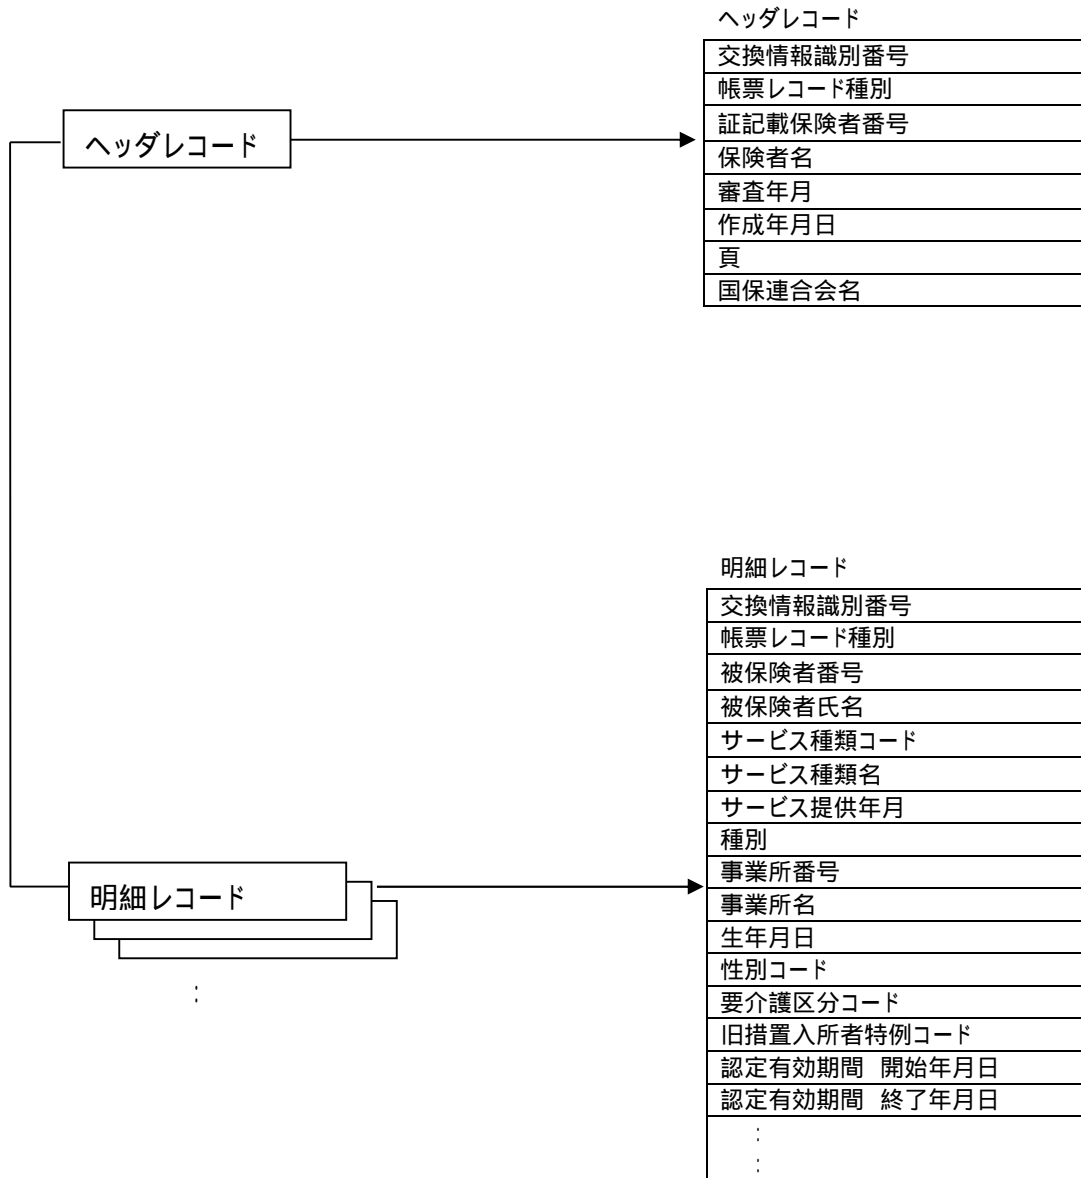 ヘッダレコード
交換情報識別番号
帳票レコード種別
証記載保険者番号
保険者名
審査年月
作成年月日
頁
国保連合会名
ヘッダレコード
明細レコード
交換情報識別番号
帳票レコード種別
被保険者番号
被保険者氏名
サービス種類コード
サービス種類名
サービス提供年月
種別
事業所番号
事業所名
生年月日
性別コード
要介護区分コード
旧措置入所者特例コード
認定有効期間 開始年月日
認定有効期間 終了年月日
:
:
明細レコード
: